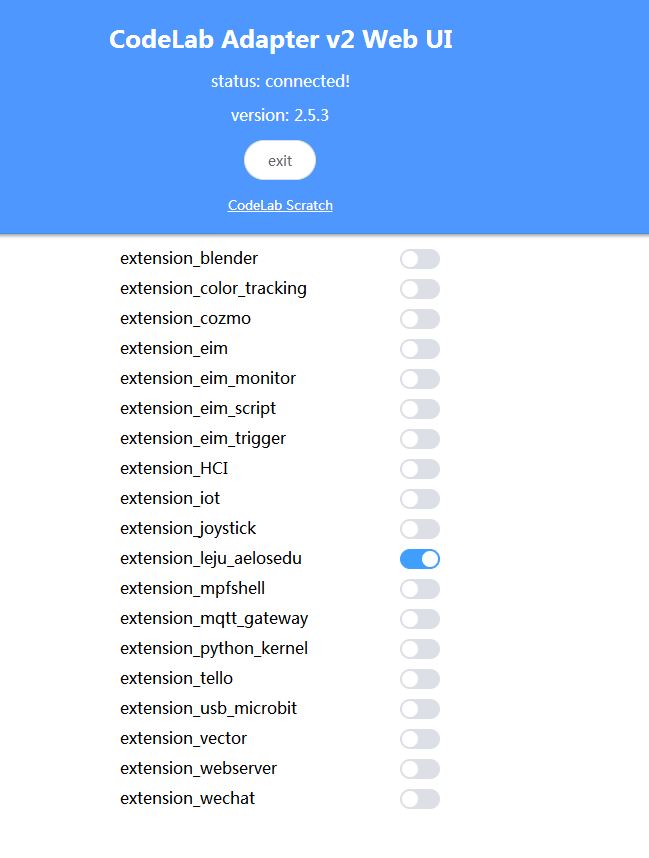 CodeLab Adapter v2 Web UI
status: connected!
version: 2.5.3
exit
CodeLab Scratch
extension_blender
extension_color_tracking
extension_cozmo
extension_eim
extension_eim_monitor
extension_eim_script
extension_eim_trigger
extension_HCI
extension_iot
extension_joystick
extension_leju_aelosedu
extension_mpfshell
extension_mqtt_gateway
extension_python_kernel
extension_tello
extension_usb_microbit
extension_vector
extension_webserver
extension_wechat